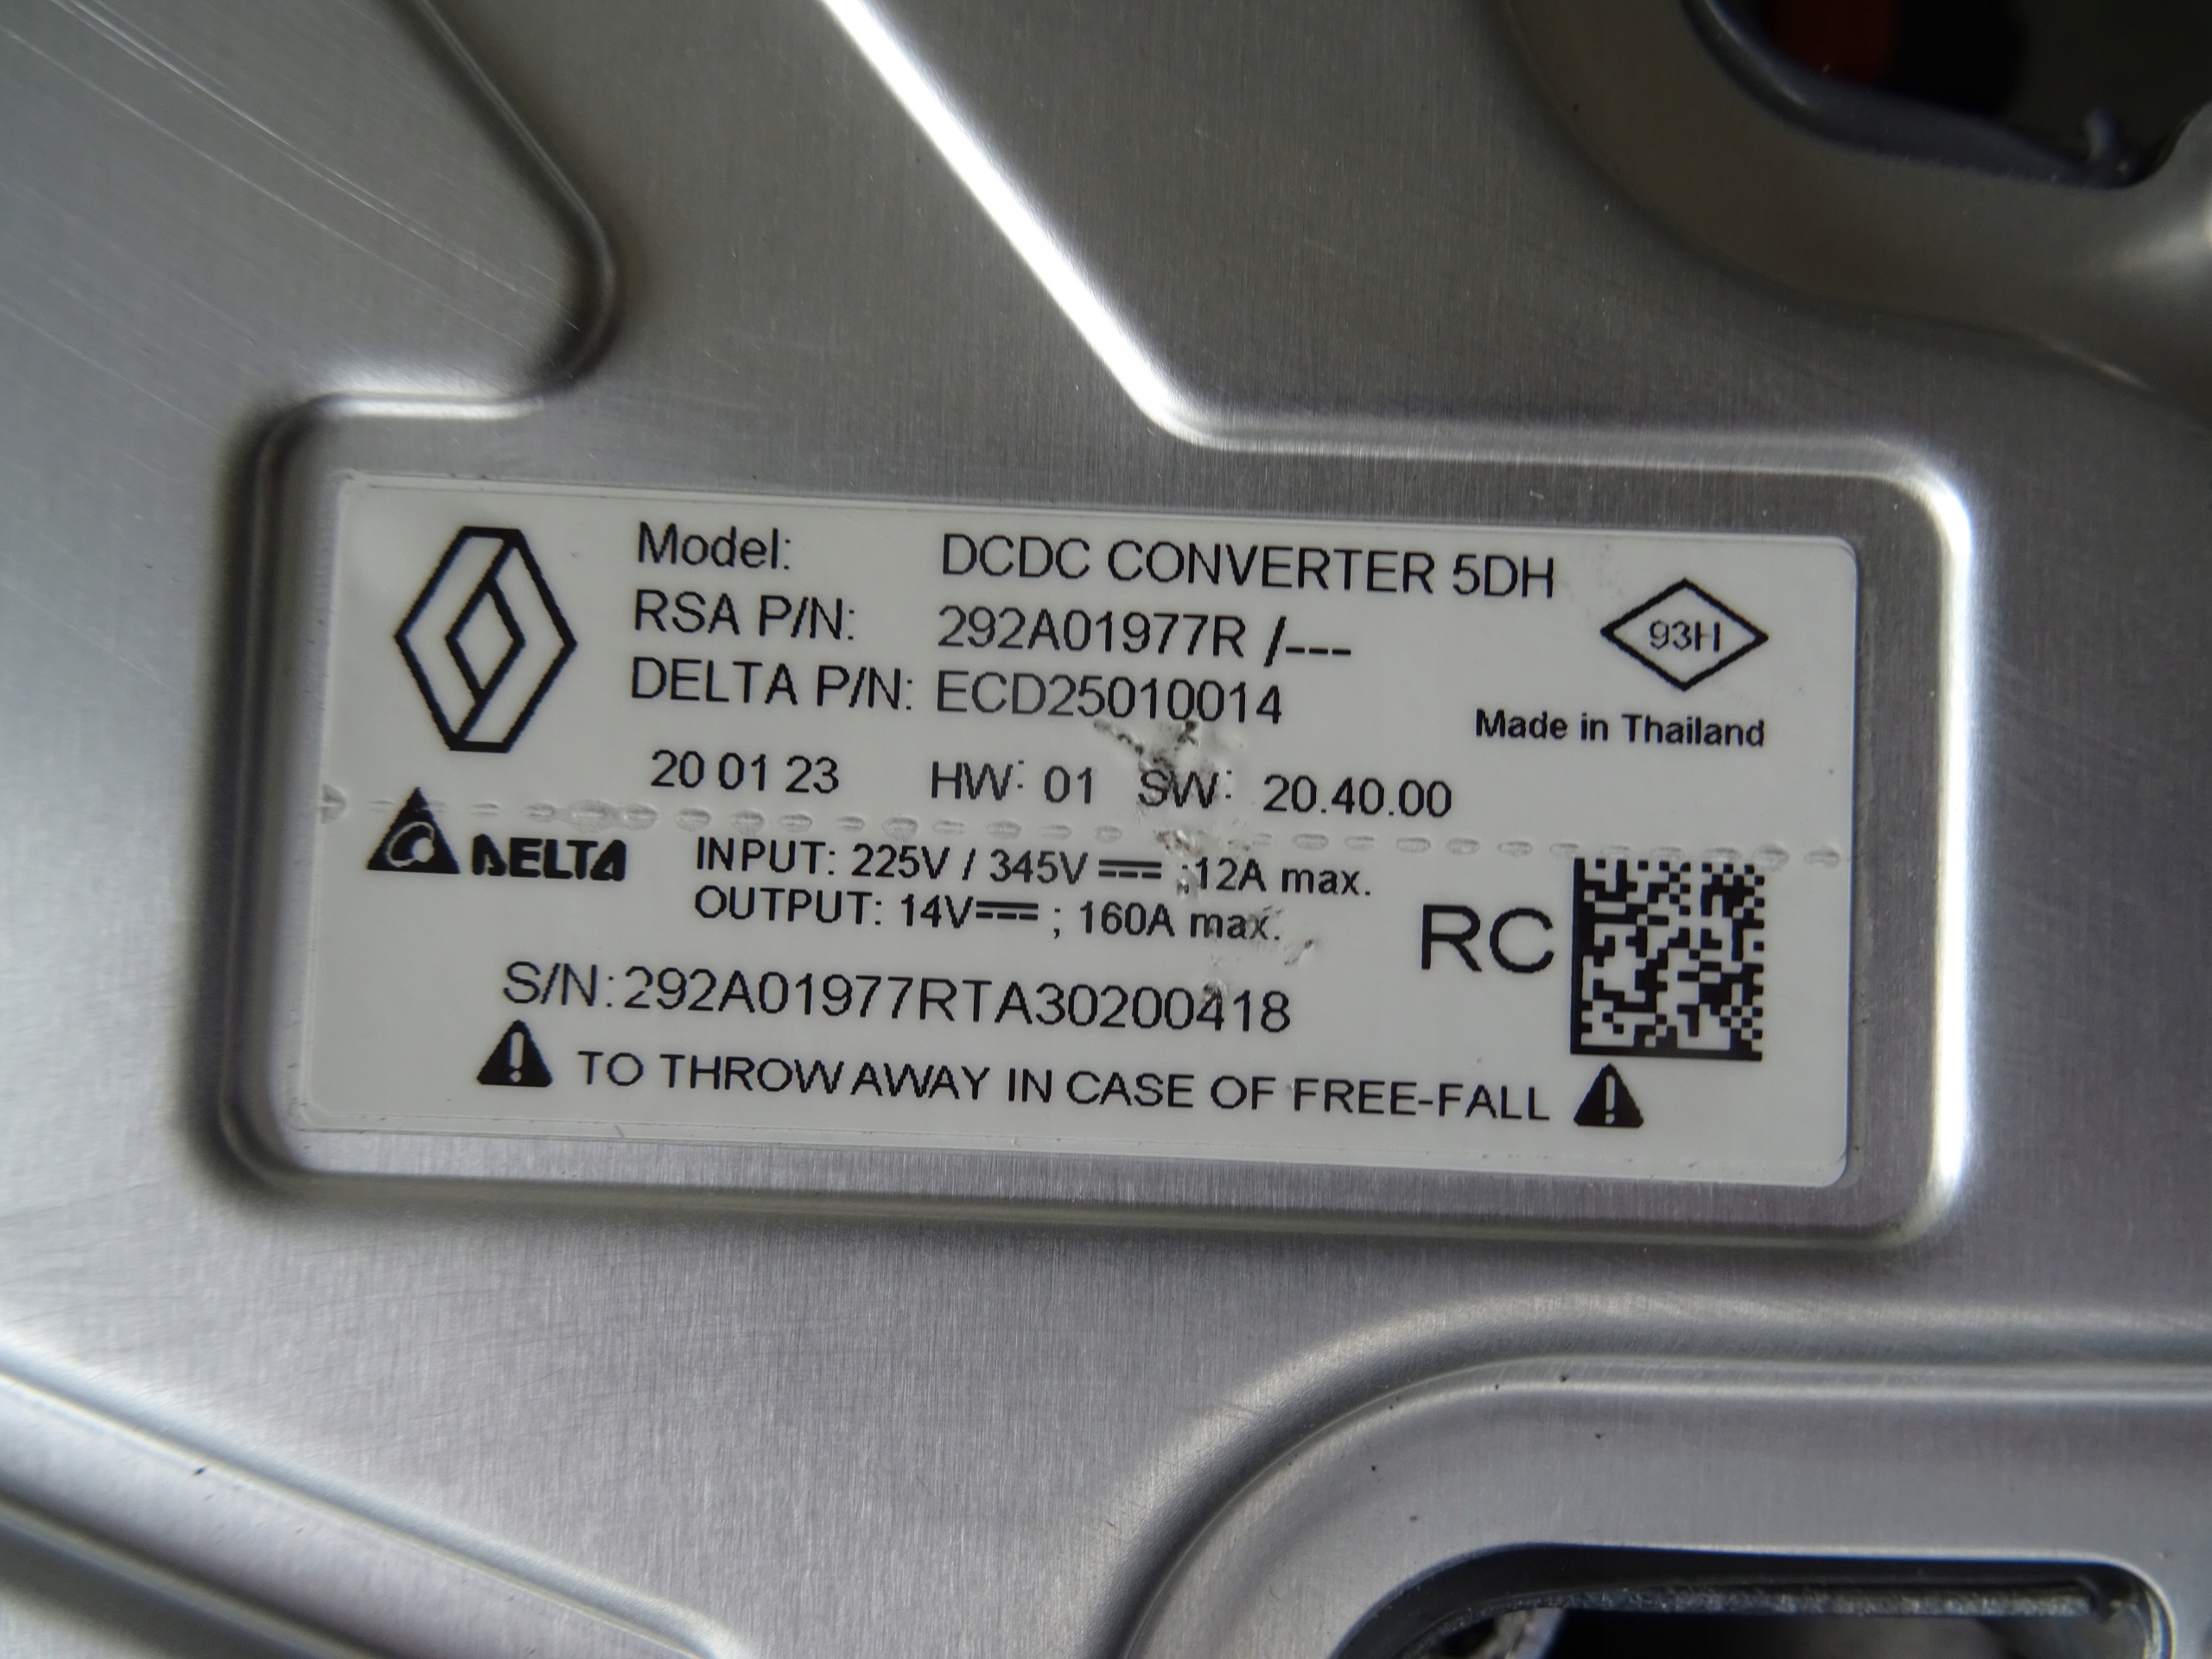 Model: DCDC CONVERTER 5DH
RSA P/N: 292A01977R /---
93H
DELTA P/N: ECD25010014
Made in Thailand
20 01 23 HW: 01 SW: 20.40.00
DELTA
INPUT: 225V / 345V ; 12A max.
OUTPUT: 14V ; 160A max.
RC
S/N: 292A01977RTA30200418
TO THROW AWAY IN CASE OF FREE-FALL